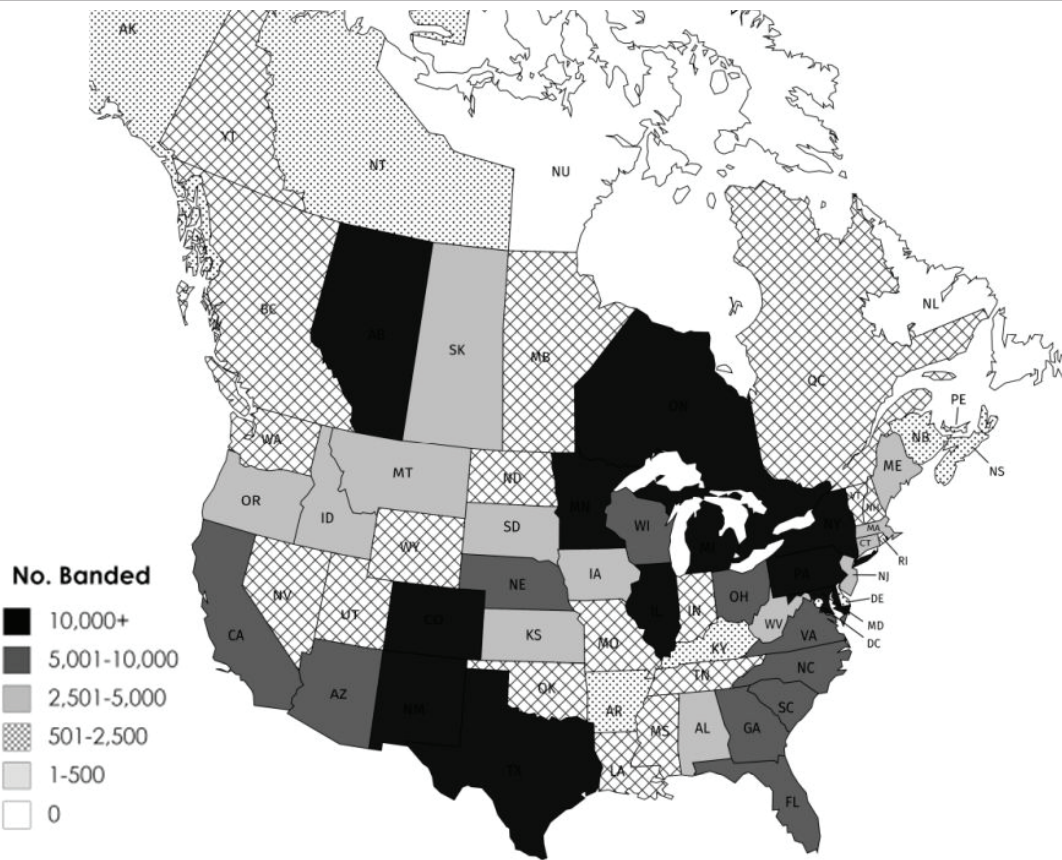 AK
YT
NT
NU
BC
AB
SK
MB
ON
QC
NL
PE
NB
NS
WA
OR
ID
MT
ND
SD
WY
MN
WI
MI
NY
VT
NH
ME
MA
CT
RI
CA
NV
UT
NE
IA
IL
IN
OH
PA
NJ
DE
MD
DC
WV
VA
CO
KS
MO
KY
AZ
NM
OK
AR
TN
NC
SC
TX
LA
MS
AL
GA
FL
No. Banded
10,000+
5,001-10,000
2,501-5,000
501-2,500
1-500
0